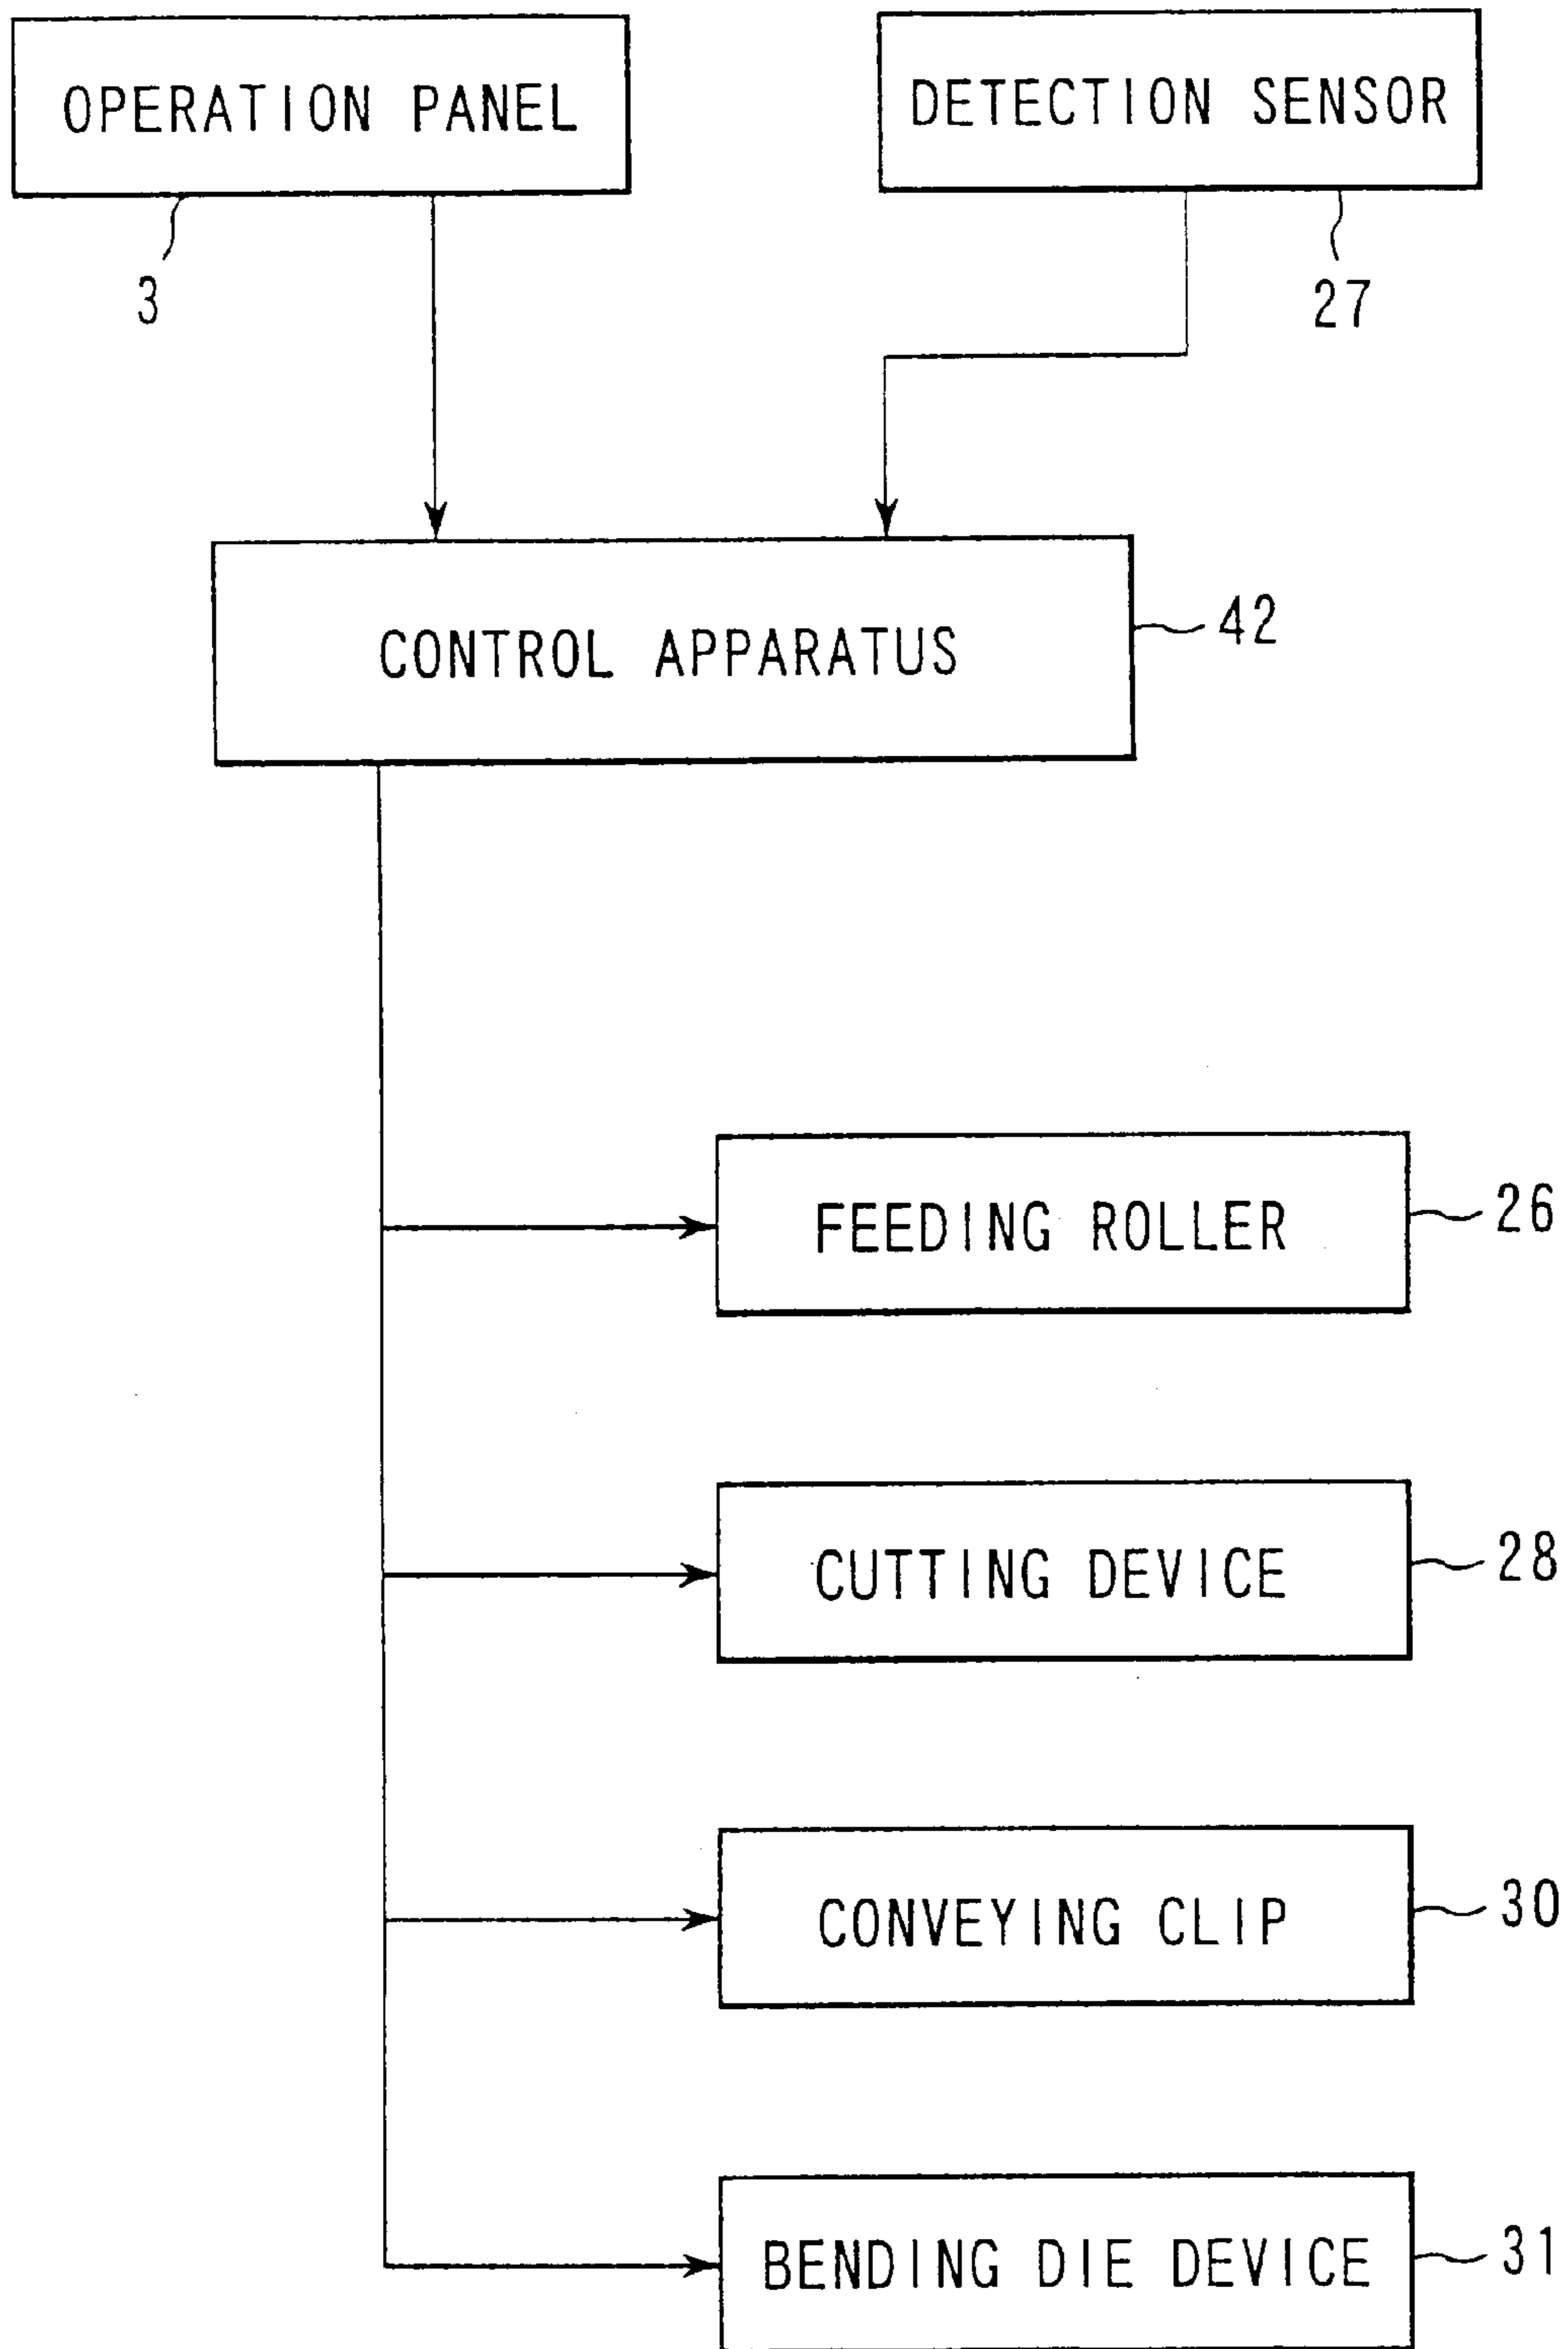 OPERATION PANEL
DETECTION SENSOR
3
27
CONTROL APPARATUS
42
FEEDING ROLLER
26
CUTTING DEVICE
28
CONVEYING CLIP
30
BENDING DIE DEVICE
31